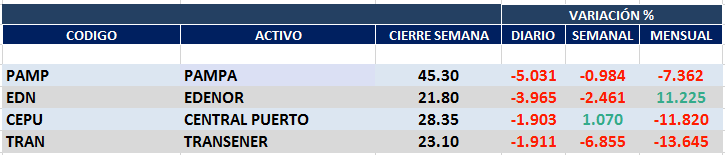 VARIACIÓN %
CODIGO ACTIVO CIERRE SEMANA DIARIO SEMANAL MENSUAL
PAMP PAMPA 45.30 -5.031 -0.984 -7.362
EDN EDENOR 21.80 -3.965 -2.461 11.225
CEPU CENTRAL PUERTO 28.35 -1.903 1.070 -11.820
TRAN TRANSENER 23.10 -1.911 -6.855 -13.645